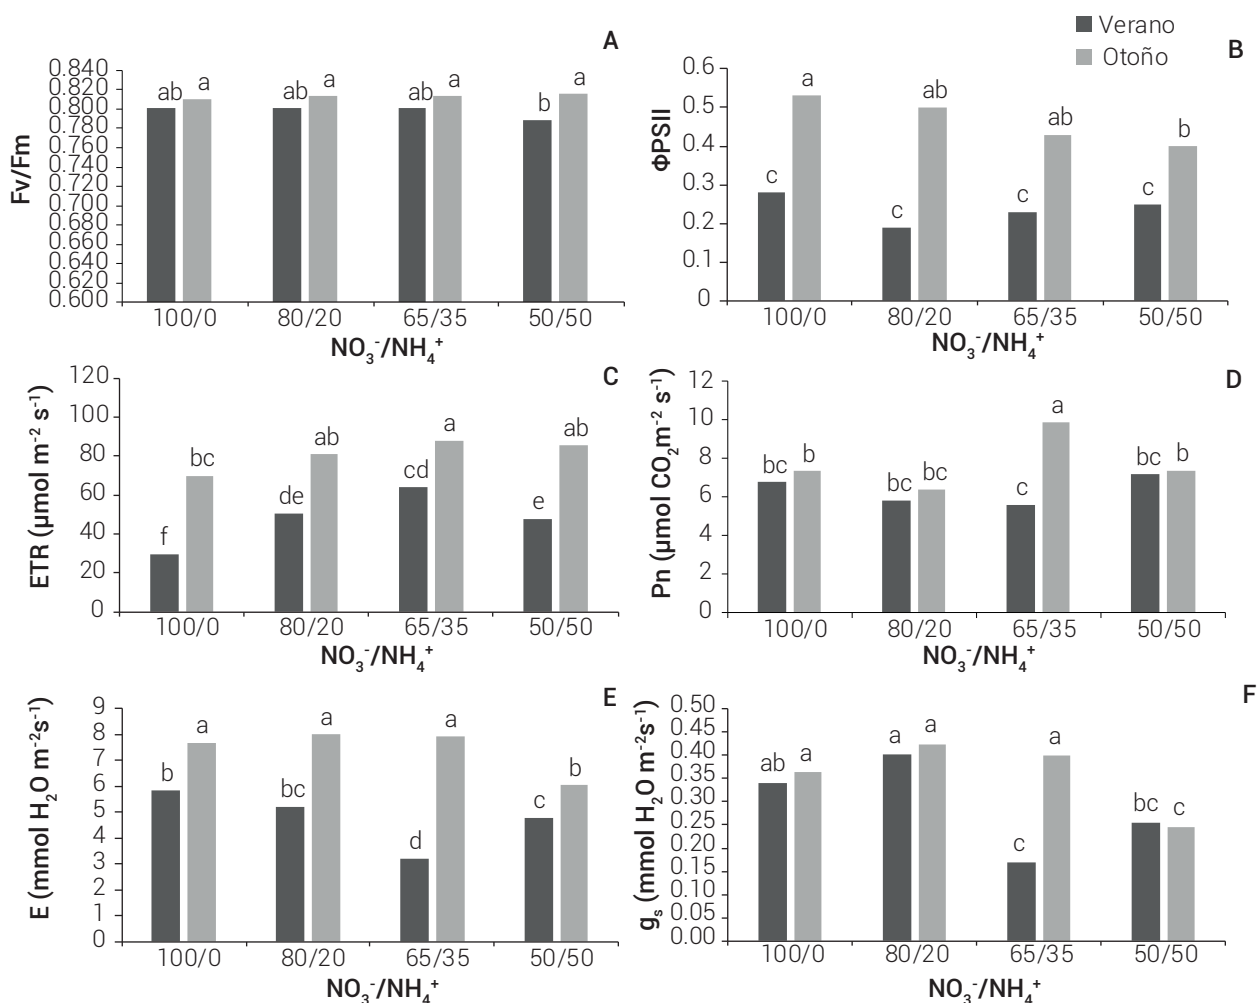 Verano
Otoño
A
Fv/Fm
0.840
0.820
0.800
0.780
0.760
0.740
0.720
0.700
0.680
0.660
0.640
0.620
0.600
ab a ab a ab a b a
100/0 80/20 65/35 50/50
NO₃⁻/NH₄⁺
B
ΦPSII
0.6
0.5
0.4
0.3
0.2
0.1
0
c a c ab c ab c b
100/0 80/20 65/35 50/50
NO₃⁻/NH₄⁺
C
ETR (µmol m⁻² s⁻¹)
120
100
80
60
40
20
0
f bc de ab cd a e ab
100/0 80/20 65/35 50/50
NO₃⁻/NH₄⁺
D
Pn (µmol CO₂m⁻² s⁻¹)
12
10
8
6
4
2
0
bc b bc bc c a bc b
100/0 80/20 65/35 50/50
NO₃⁻/NH₄⁺
E
E (mmol H₂O m⁻²s⁻¹)
9
8
7
6
5
4
3
2
1
0
b a bc a d a c b
100/0 80/20 65/35 50/50
NO₃⁻/NH₄⁺
F
gₛ (mmol H₂O m⁻²s⁻¹)
0.50
0.45
0.40
0.35
0.30
0.25
0.20
0.15
0.10
0.05
0.00
ab a a a c a bc c
100/0 80/20 65/35 50/50
NO₃⁻/NH₄⁺